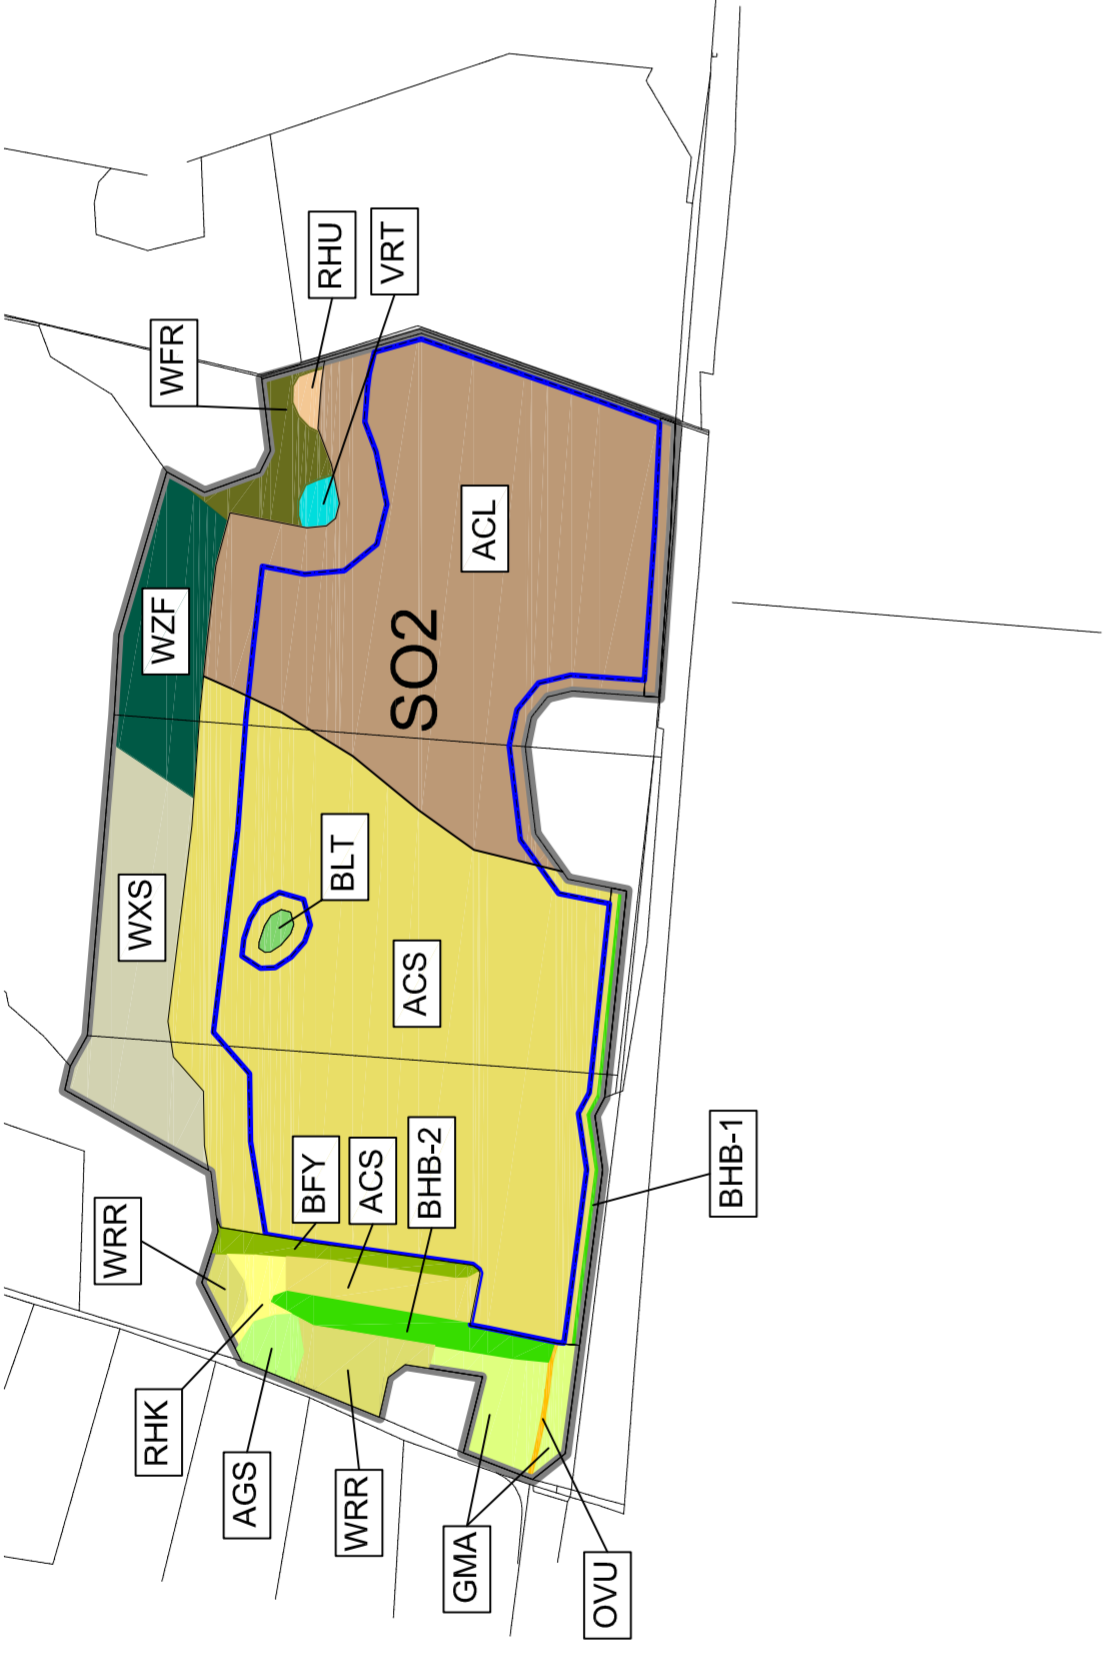 WRR
WXS
RHK
WZF
WFR
AGS
BFY
RHU
BLT
WRR
ACS
VRT
SO2
ACS
BHB-2
GMA
ACL
OVU
BHB-1